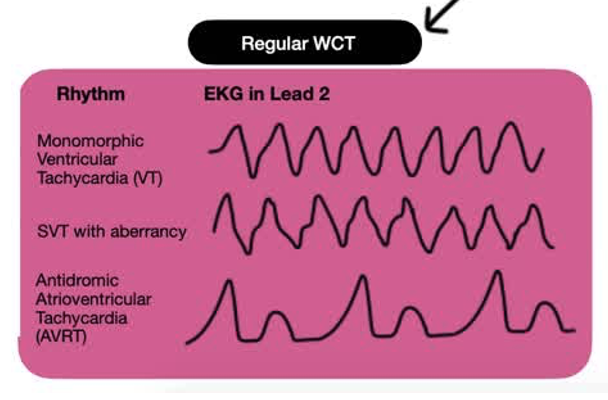 Regular WCT
Rhythm
EKG in Lead 2
Monomorphic
Ventricular
Tachycardia (VT)
SVT with aberrancy
Antidromic
Atrioventricular
Tachycardia
(AVRT)